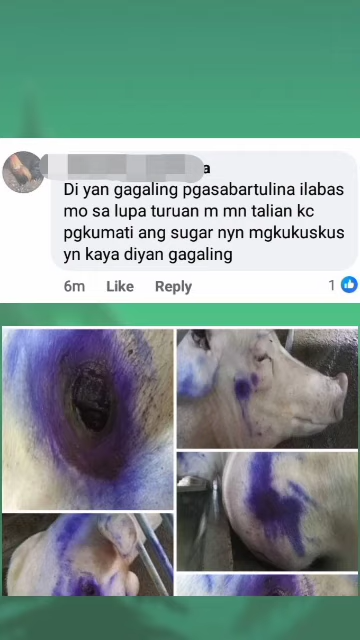 a
Di yan gagaling pgasabartulina ilabas
mo sa lupa turuan m mn talian kc
pgkumati ang sugar nyn mgkukuskus
yn kaya diyan gagaling
6m Like Reply 1